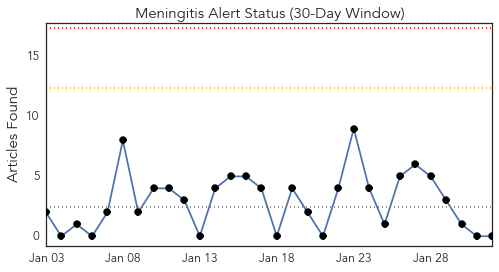 Meningitis Alert Status (30-Day Window)
Articles Found
15
10
5
0
Jan 03 Jan 08 Jan 13 Jan 18 Jan 23 Jan 28